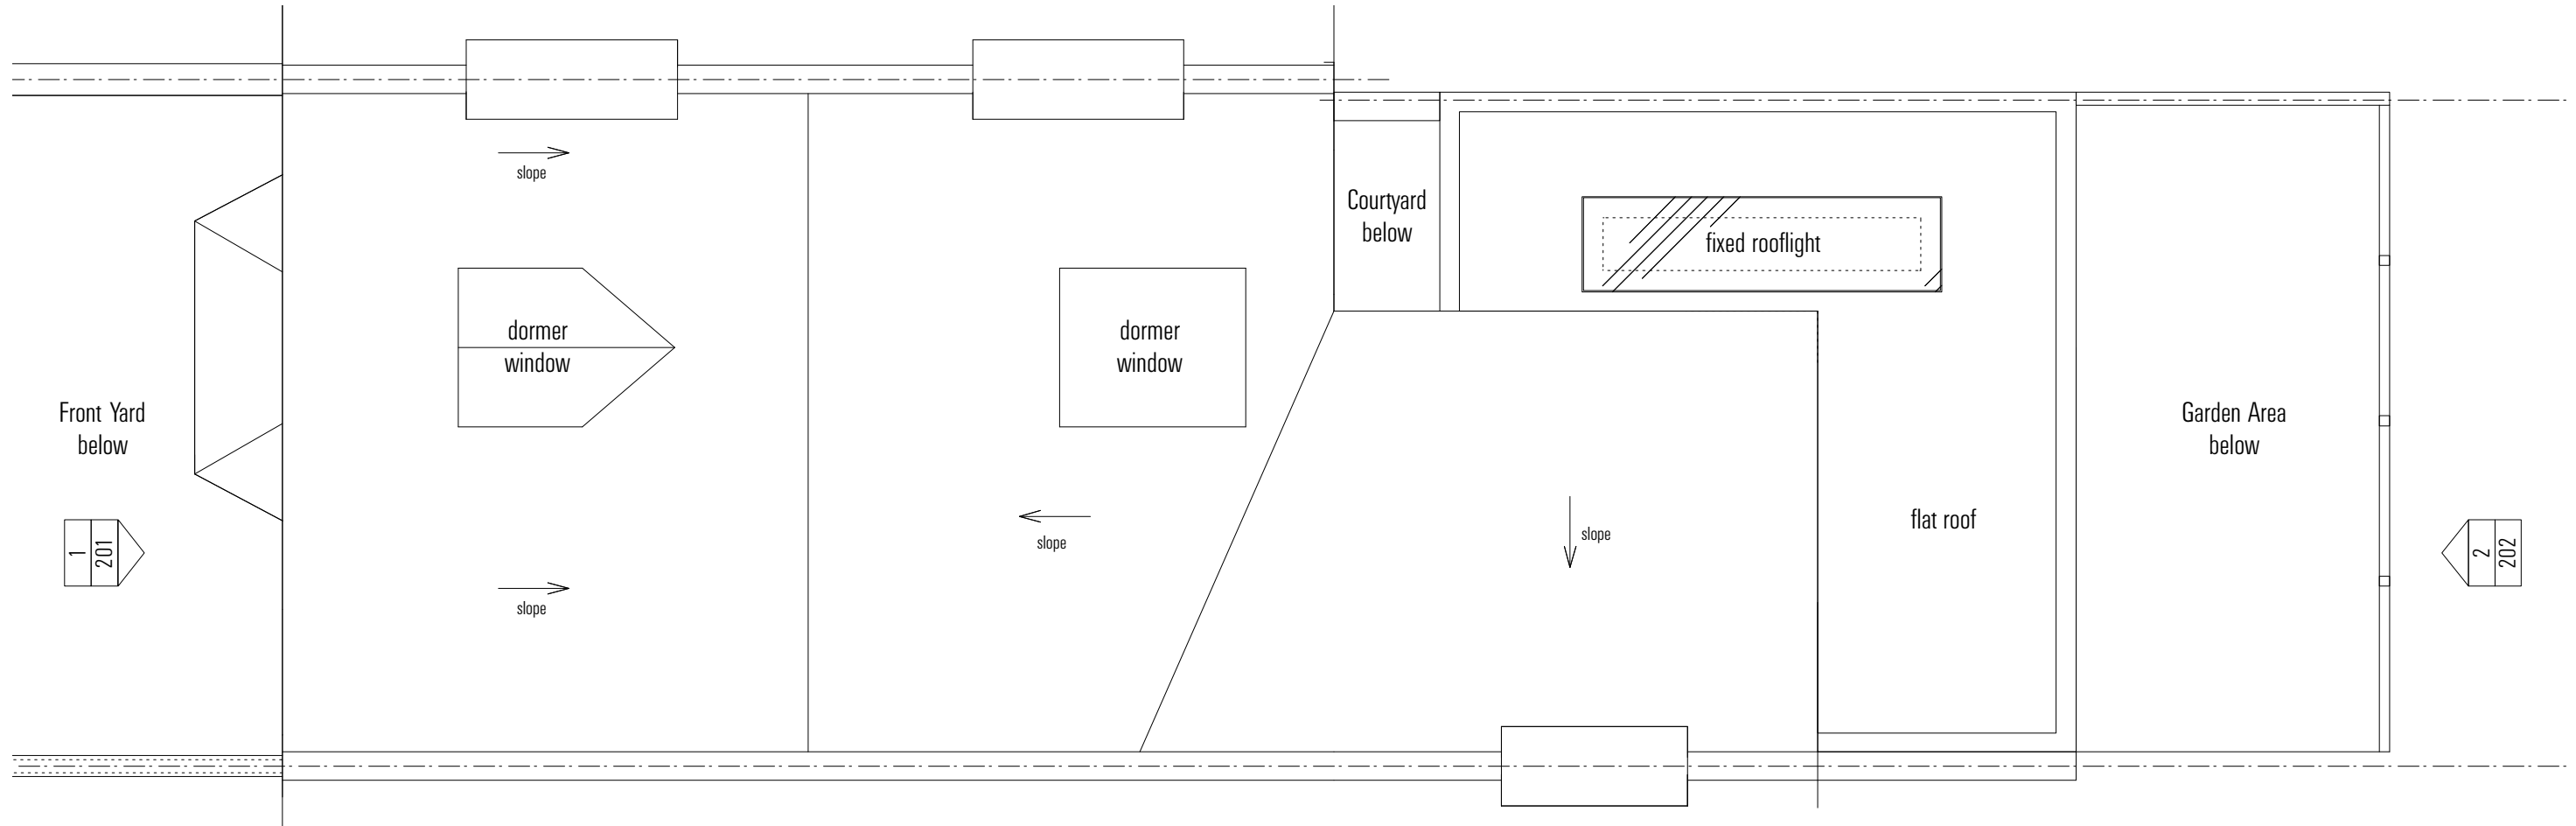 slope
Courtyard
below
fixed rooflight
dormer
window
dormer
window
Front Yard
below
Garden Area
below
slope
slope
flat roof
1
201
2
202
slope